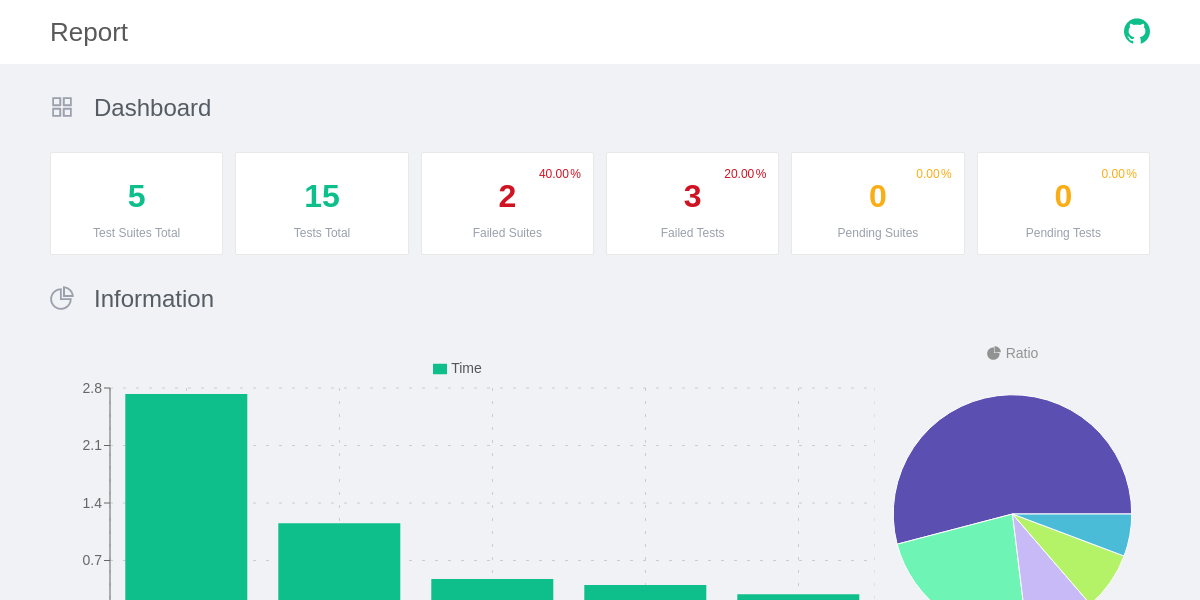 Report
Dashboard
40.00% 20.00% 0.00% 0.00%
5 15 2 3 0 0
Test Suites Total Tests Total Failed Suites Failed Tests Pending Suites Pending Tests
Information
Ratio
Time
2.8
2.1
1.4
0.7